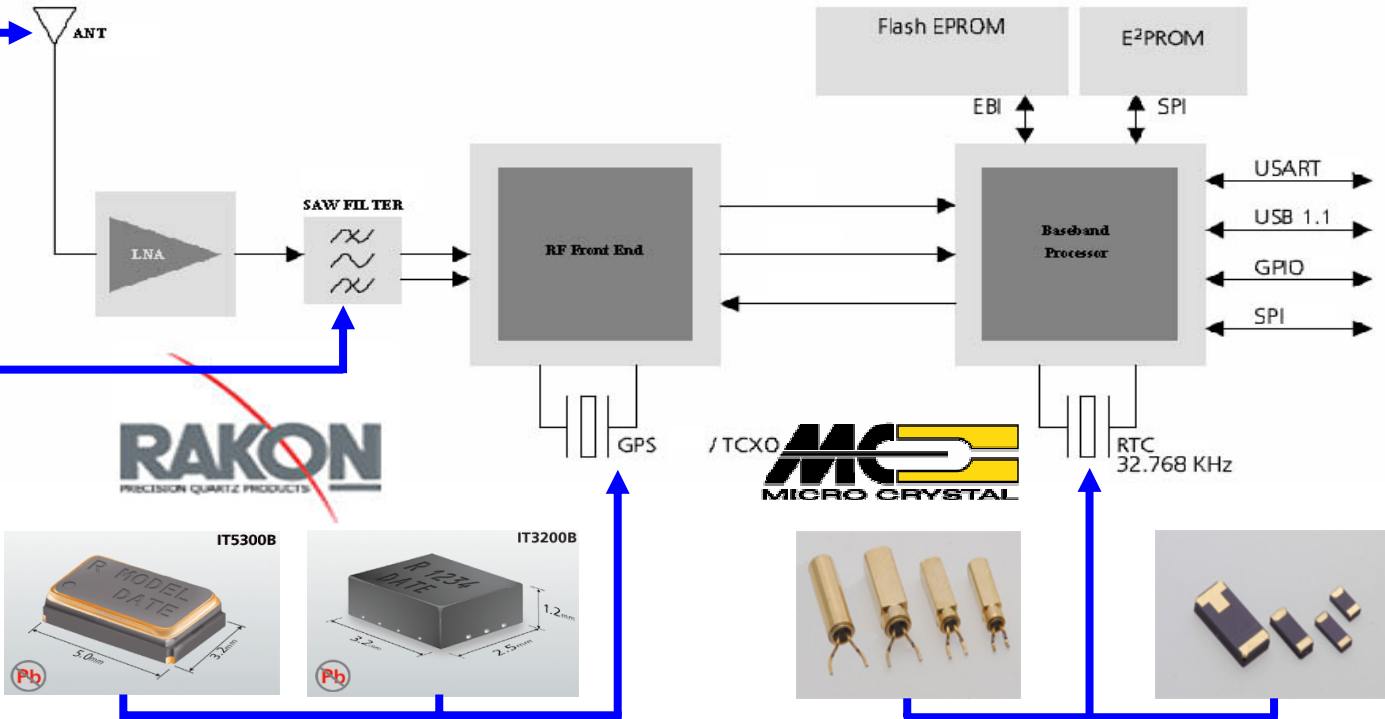 ANT
Flash EPROM
E²PROM
EBI
SPI
LNA
SAW FILTER
RF Front End
Baseband
Processor
USART
USB 1.1
GPIO
SPI
RAKON
PRECISION QUARTZ PRODUCTS
GPS
/ TCXO
MC
MICRO CRYSTAL
RTC
32.768 KHz
IT5300B
R MODEL
DATE
5.0mm
3.2mm
Pb
IT3200B
R 1234
DATE
1.2mm
3.2mm
2.5mm
Pb